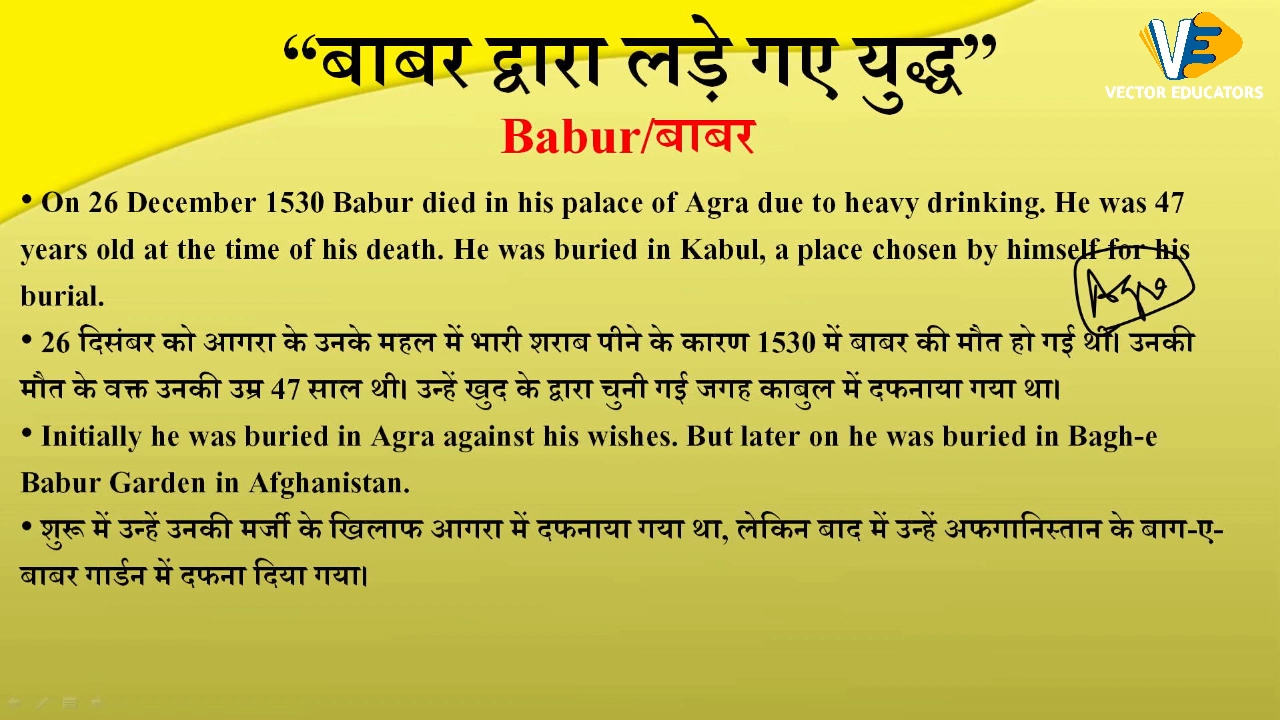 “बाबर द्वारा लड़े गए युद्ध”
VE
VECTOR EDUCATORS
Babur/बाबर
• On 26 December 1530 Babur died in his palace of Agra due to heavy drinking. He was 47
years old at the time of his death. He was buried in Kabul, a place chosen by himself for his
burial.
Agra
• 26 दिसंबर को आगरा के उनके महल में भारी शराब पीने के कारण 1530 में बाबर की मौत हो गई थीं। उनकी
मौत के वक्त उनकी उम्र 47 साल थी। उन्हें खुद के द्वारा चुनी गई जगह काबुल में दफनाया गया था।
• Initially he was buried in Agra against his wishes. But later on he was buried in Bagh-e
Babur Garden in Afghanistan.
• शुरू में उन्हें उनकी मर्जी के खिलाफ आगरा में दफनाया गया था, लेकिन बाद में उन्हें अफगानिस्तान के बाग-ए-
बाबर गार्डन में दफना दिया गया।